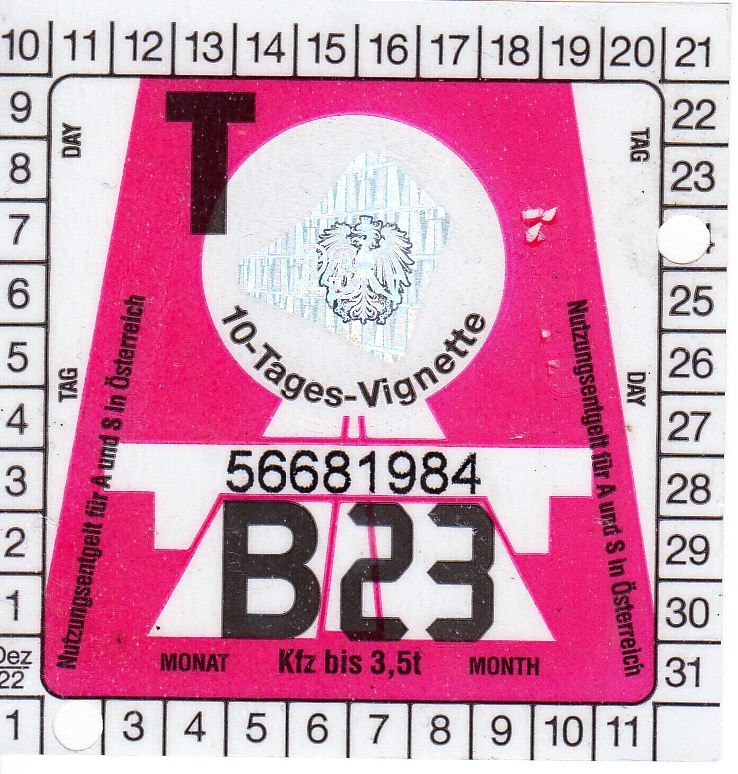 10 11 12 13 14 15 16 17 18 19 20 21
9 22
8 23
7
6 25
5 26
4 27
3 28
2 29
1 30
Dez 22 31
1 3 4 5 6 7 8 9 10 11
DAY
TAG
T
10-Tages-Vignette
TAG
DAY
Nutzungsentgelt für A und S in Österreich
Nutzungsentgelt für A und S in Österreich
56681984
B23
MONAT Kfz bis 3,5t MONTH